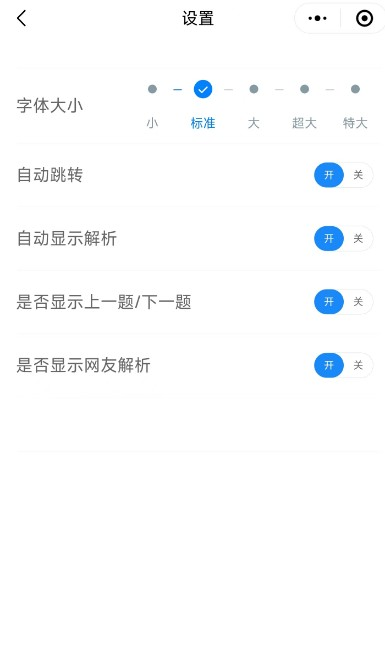 设置
字体大小
小 标准 大 超大 特大
自动跳转 开 关
自动显示解析 开 关
是否显示上一题/下一题 开 关
是否显示网友解析 开 关